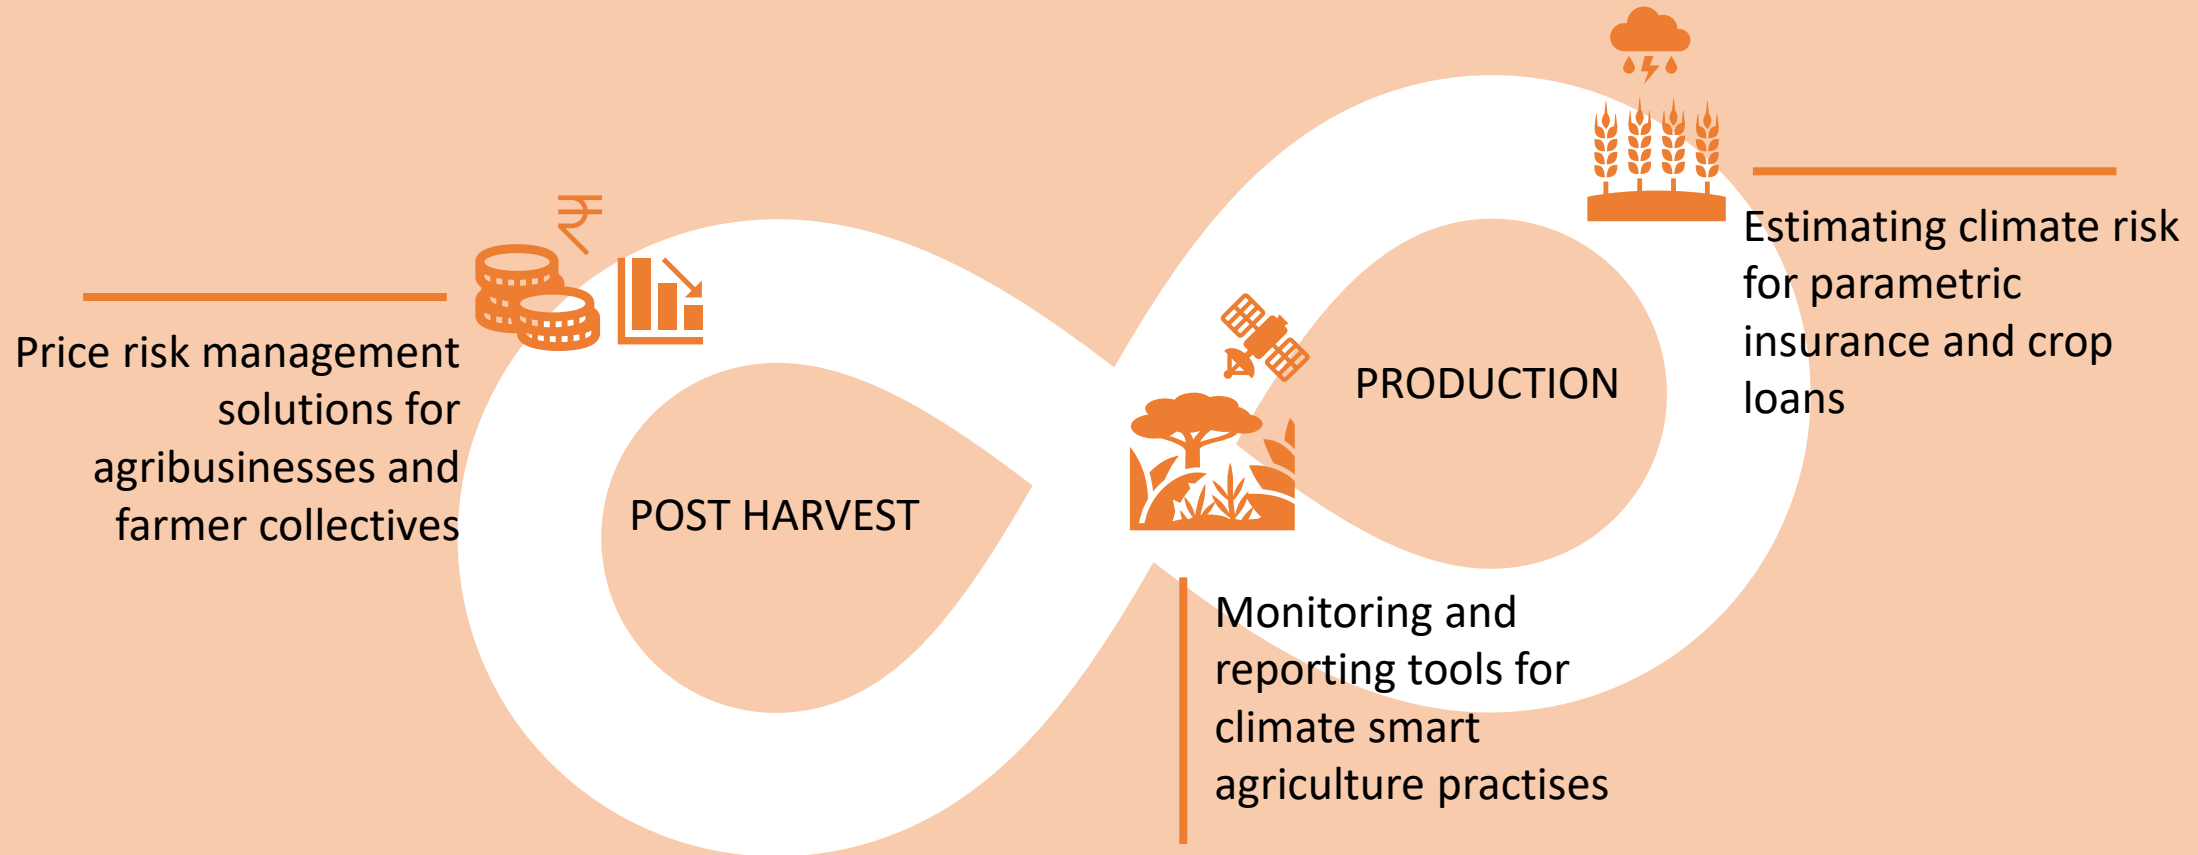 ₹
Price risk management
solutions for
agribusinesses and
farmer collectives
POST HARVEST
PRODUCTION
Estimating climate risk
for parametric
insurance and crop
loans
Monitoring and
reporting tools for
climate smart
agriculture practises